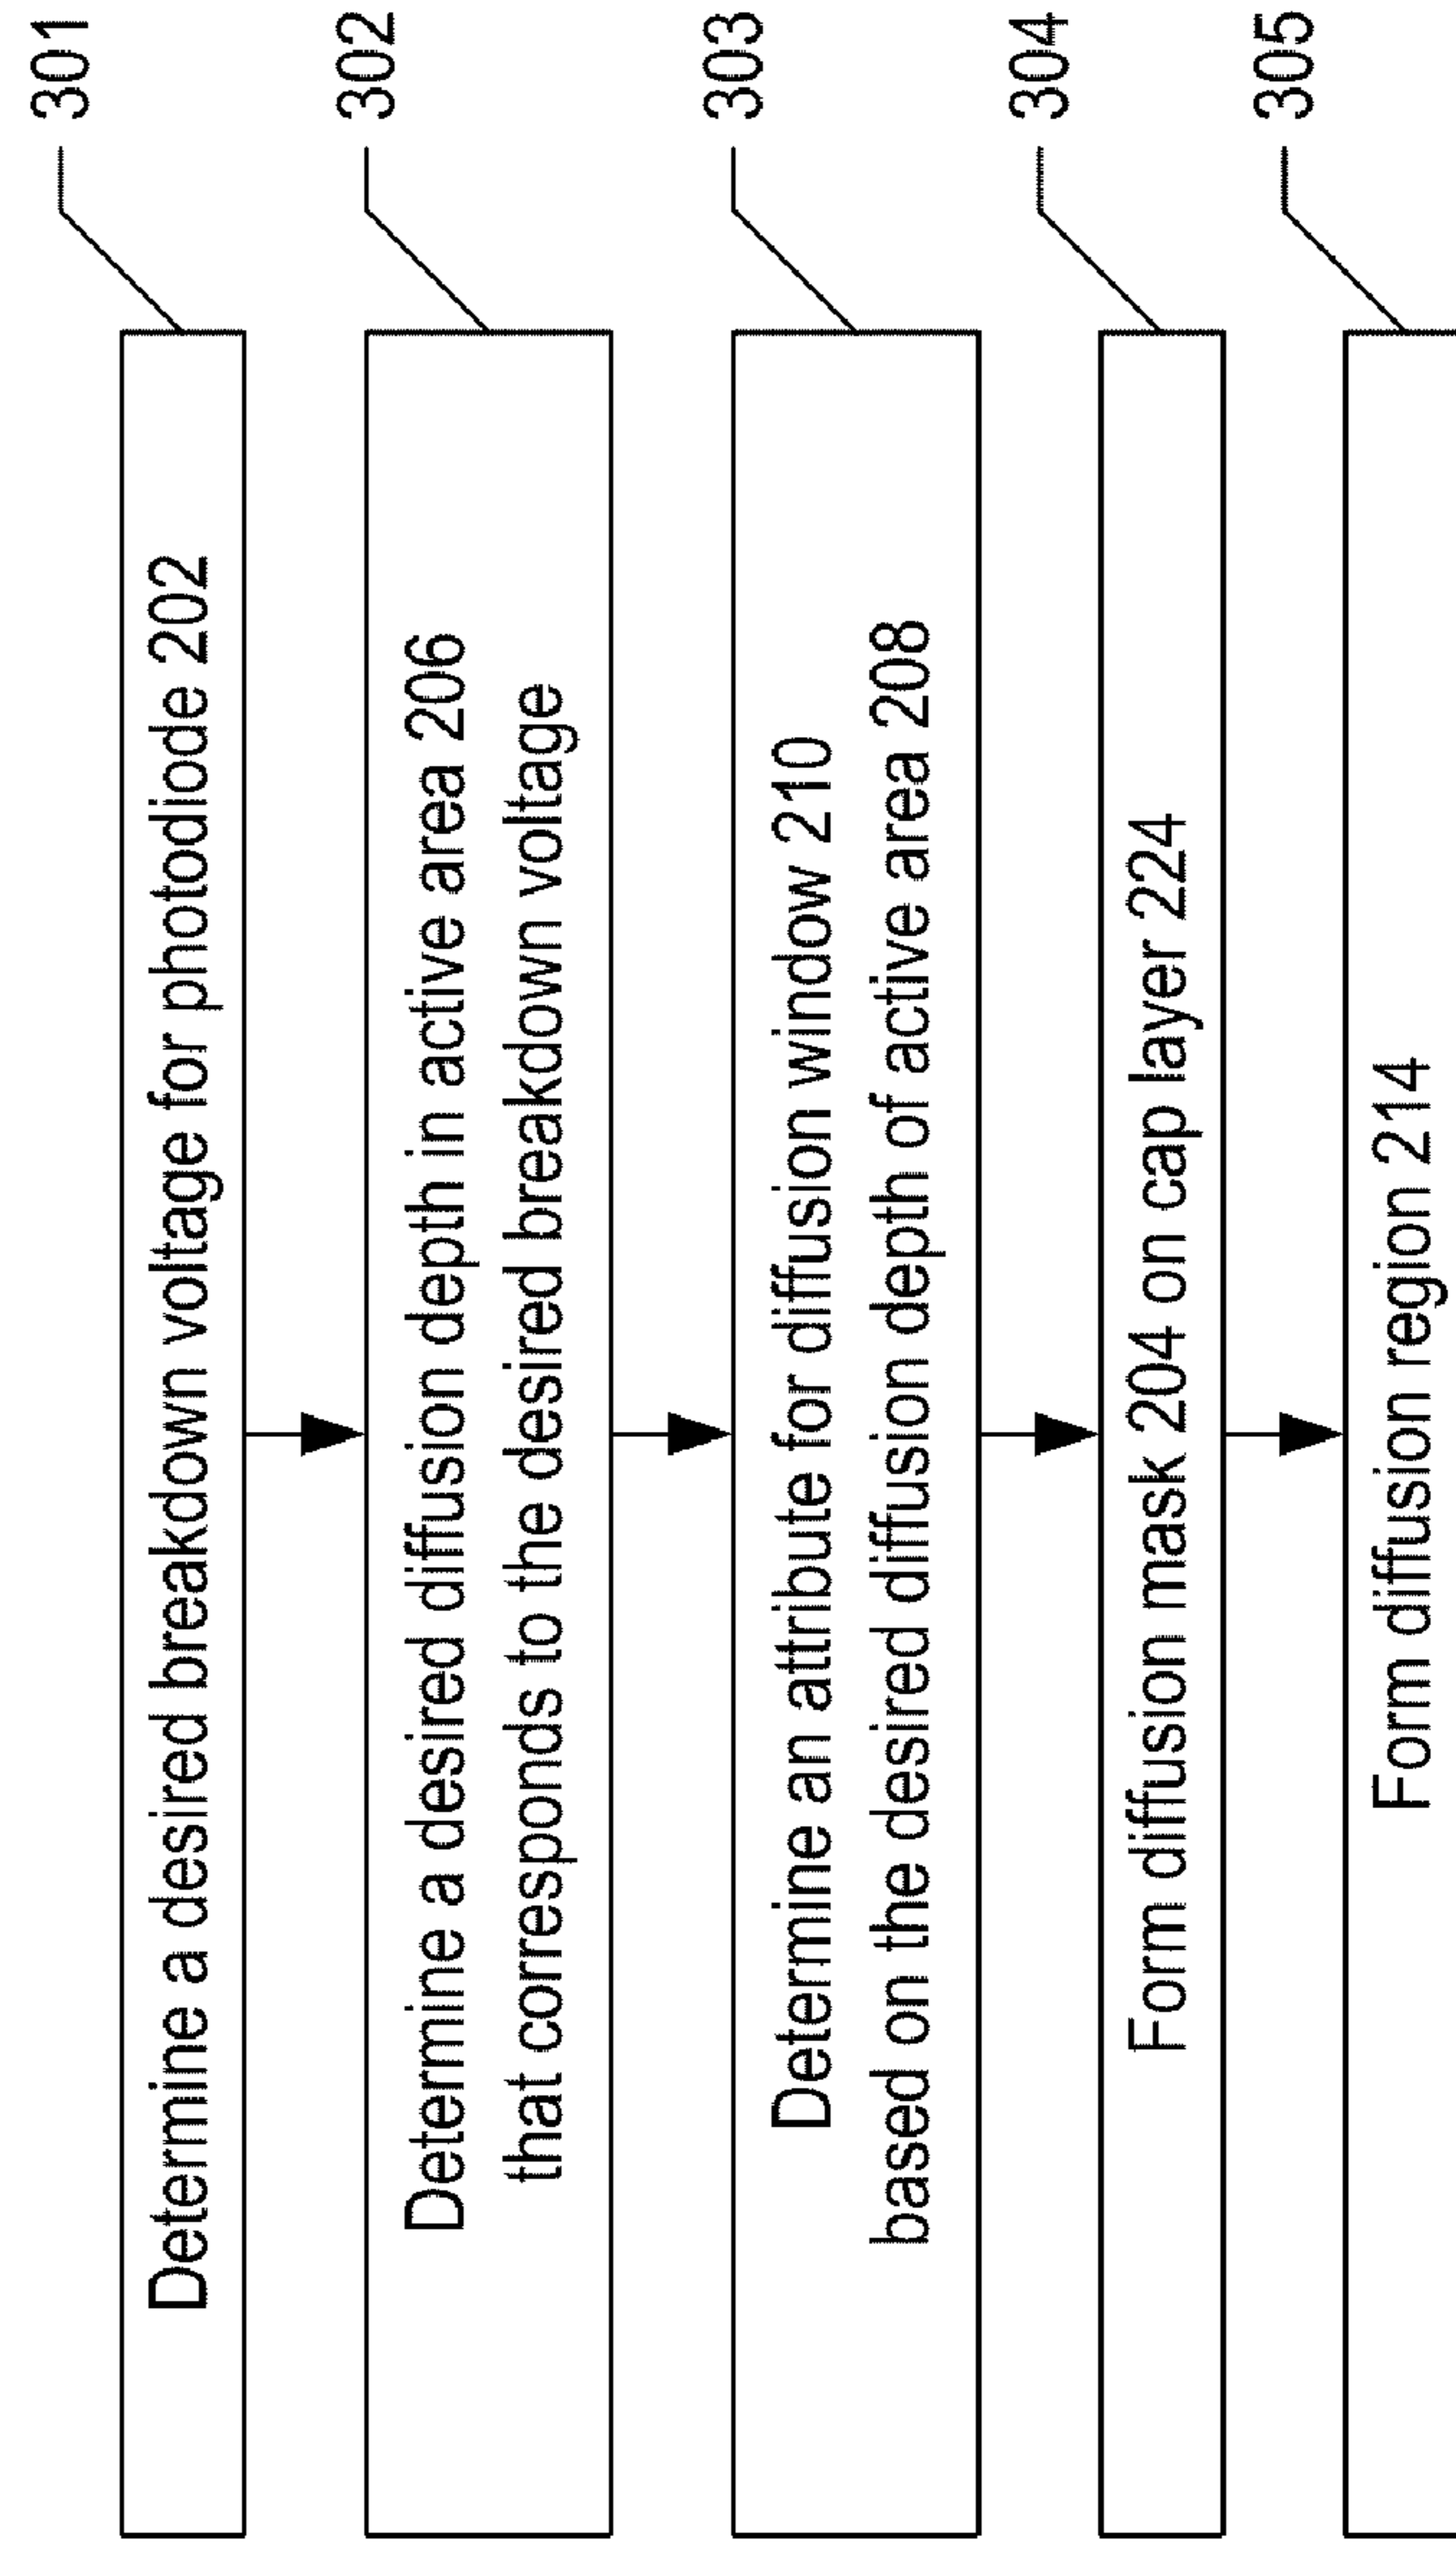 301
Determine a desired breakdown voltage for photodiode 202
302
Determine a desired diffusion depth in active area 206
that corresponds to the desired breakdown voltage
303
Determine an attribute for diffusion window 210
based on the desired diffusion depth of active area 208
304
Form diffusion mask 204 on cap layer 224
305
Form diffusion region 214